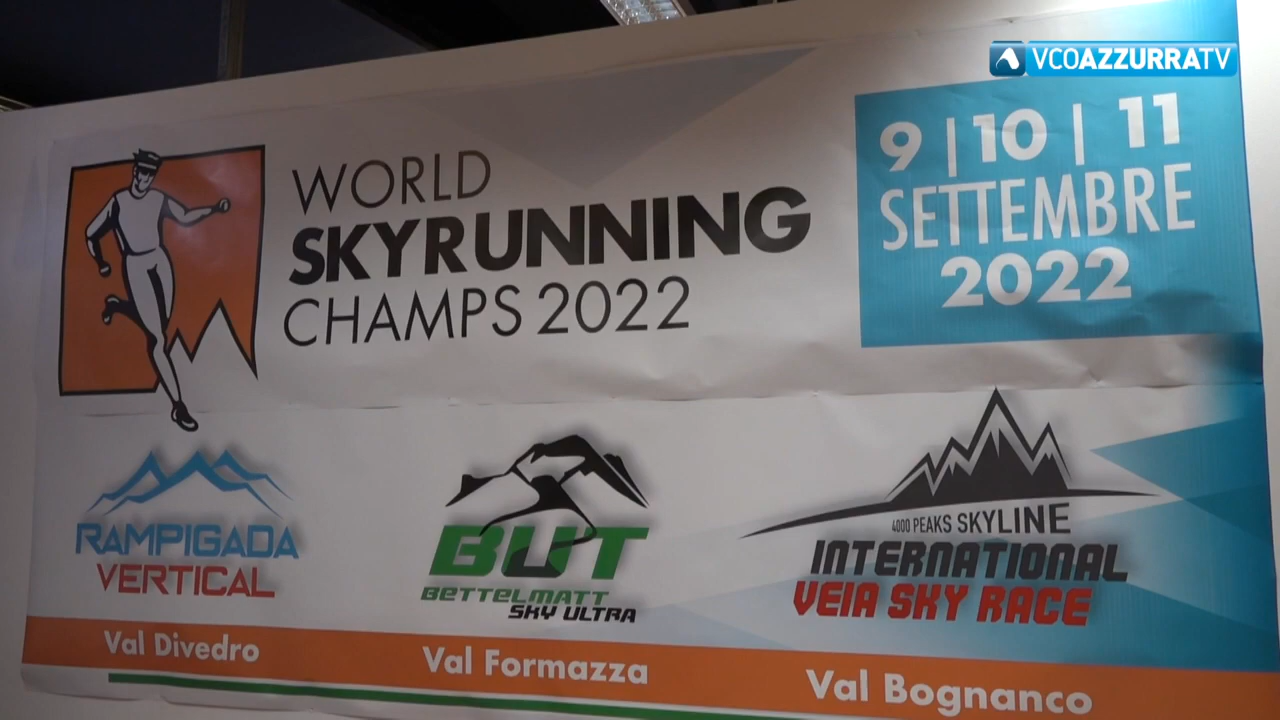 VCOAZZURRATV
WORLD
SKYRUNNING
CHAMPS 2022
9 | 10 | 11
SETTEMBRE
2022
RAMPIGADA
VERTICAL
BUT
BETTELMATT
SKY ULTRA
4000 PEAKS SKYLINE
INTERNATIONAL
VEIA SKY RACE
Val Divedro
Val Formazza
Val Bognanco